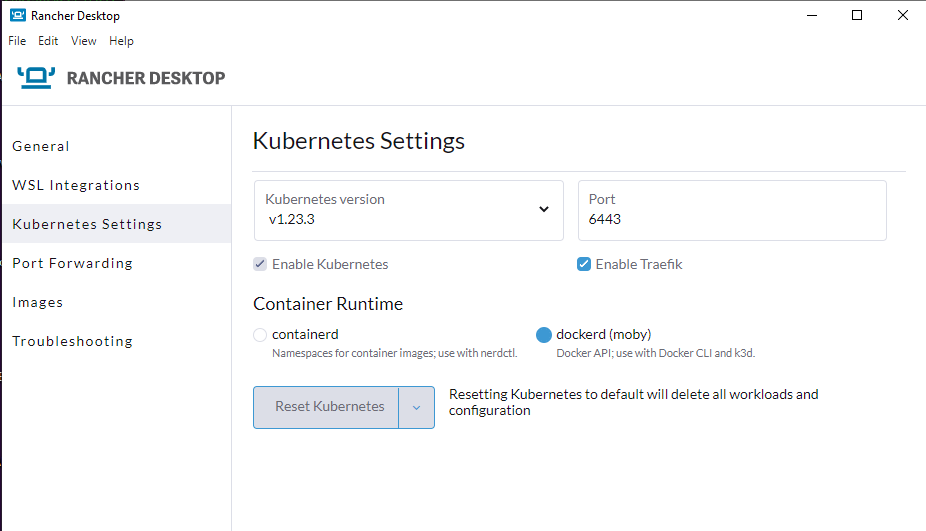 Rancher Desktop
File Edit View Help
RANCHER DESKTOP
General
WSL Integrations
Kubernetes Settings
Port Forwarding
Images
Troubleshooting
Kubernetes Settings
Kubernetes version
v1.23.3
Port
6443
Enable Kubernetes
Enable Traefik
Container Runtime
containerd
Namespaces for container images; use with nerdctl.
dockerd (moby)
Docker API; use with Docker CLI and k3d.
Reset Kubernetes
Resetting Kubernetes to default will delete all workloads and
configuration